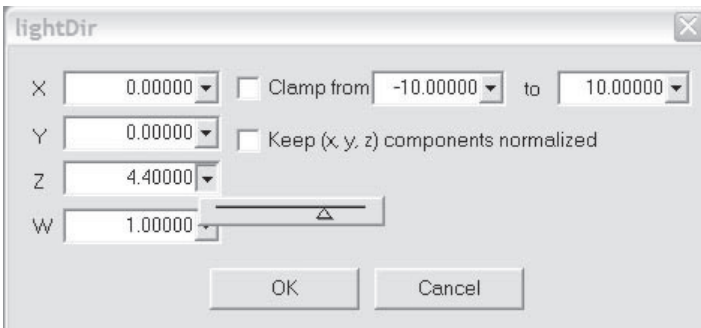 lightDir
X 0.00000 Clamp from -10.00000 to 10.00000
Y 0.00000 Keep (x, y, z) components normalized
Z 4.40000
W 1.00000
OK Cancel